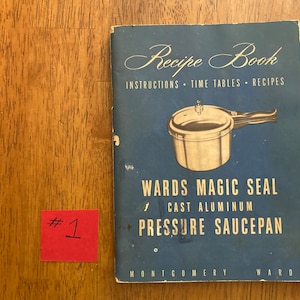 Recipe Book
INSTRUCTIONS • TIME TABLES • RECIPES
WARDS MAGIC SEAL
CAST ALUMINUM
PRESSURE SAUCEPAN
MONTGOMERY WARD
#1